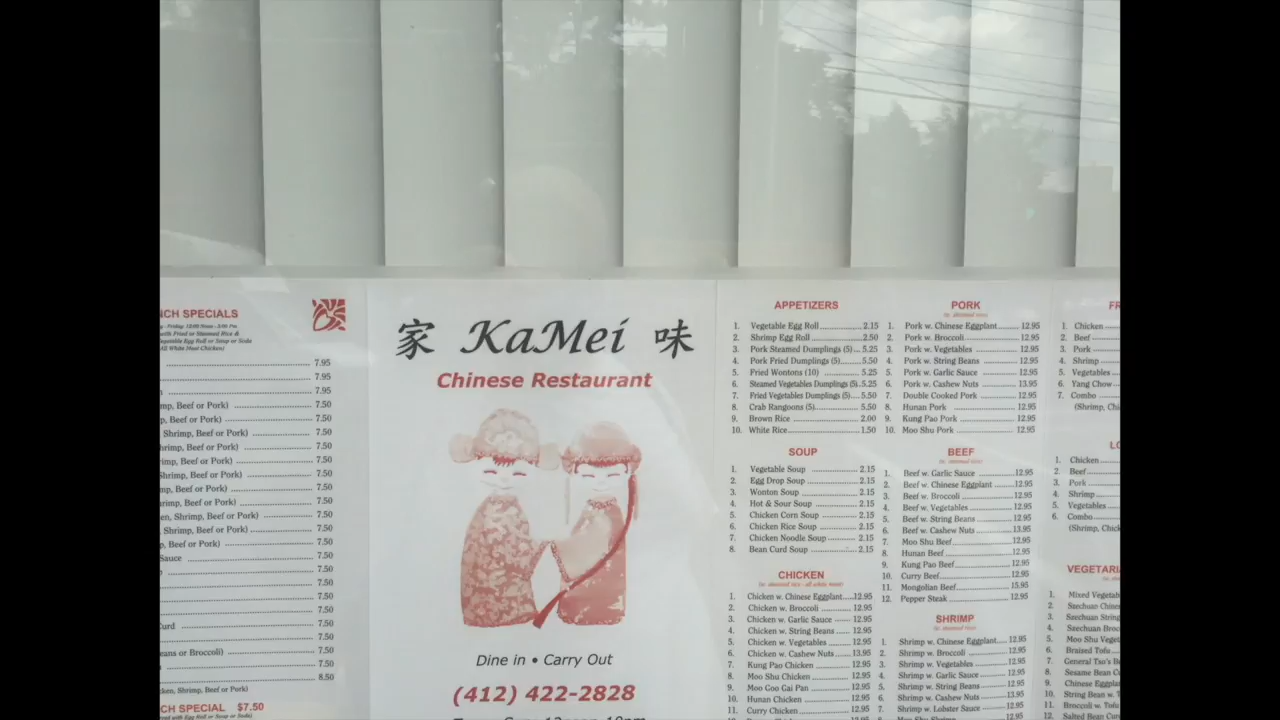 NCH SPECIALS
7.95
7.95
7.95
mp, Beef or Pork) 7.50
p, Beef or Pork) 7.50
Shrimp, Beef or Pork) 7.50
hrimp, Beef or Pork) 7.50
rimp, Beef or Pork) 7.50
Shrimp, Beef or Pork) 7.50
p, Beef or Pork) 7.50
rimp, Beef or Pork) 7.50
en, Shrimp, Beef or Pork) 7.50
Shrimp, Beef or Pork) 7.50
p, Beef or Pork) 7.50
Sauce 7.50
7.50
7.50
7.50
7.50
urd 7.50
7.50
eans or Broccoli) 7.50
7.50
8.50
cken, Shrimp, Beef or Pork)
CH SPECIAL $7.50
家 KaMei 味
Chinese Restaurant
Dine in • Carry Out
(412) 422-2828
APPETIZERS
1. Vegetable Egg Roll 2.15
2. Shrimp Egg Roll 2.50
3. Pork Steamed Dumplings (5) 5.25
4. Pork Fried Dumplings (5) 5.50
5. Fried Wontons (10) 5.25
6. Steamed Vegetables Dumplings (5) 5.25
7. Fried Vegetables Dumplings (5) 5.50
8. Crab Rangoons (5) 5.50
9. Brown Rice 2.00
10. White Rice 1.50
SOUP
1. Vegetable Soup 2.15
2. Egg Drop Soup 2.15
3. Wonton Soup 2.15
4. Hot & Sour Soup 2.15
5. Chicken Corn Soup 2.15
6. Chicken Rice Soup 2.15
7. Chicken Noodle Soup 2.15
8. Bean Curd Soup 2.15
CHICKEN
1. Chicken w. Chinese Eggplant 12.95
2. Chicken w. Broccoli 12.95
3. Chicken w. Garlic Sauce 12.95
4. Chicken w. String Beans 12.95
5. Chicken w. Vegetables 12.95
6. Chicken w. Cashew Nuts 13.95
7. Kung Pao Chicken 12.95
8. Moo Shu Chicken 12.95
9. Moo Goo Gai Pan 12.95
10. Hunan Chicken 12.95
11. Curry Chicken 12.95
PORK
1. Pork w. Chinese Eggplant 12.95
2. Pork w. Broccoli 12.95
3. Pork w. Vegetables 12.95
4. Pork w. String Beans 12.95
5. Pork w. Garlic Sauce 12.95
6. Pork w. Cashew Nuts 13.95
7. Double Cooked Pork 12.95
8. Hunan Pork 12.95
9. Kung Pao Pork 12.95
10. Moo Shu Pork 12.95
BEEF
1. Beef w. Garlic Sauce 12.95
2. Beef w. Chinese Eggplant 12.95
3. Beef w. Broccoli 12.95
4. Beef w. Vegetables 12.95
5. Beef w. String Beans 12.95
6. Beef w. Cashew Nuts 13.95
7. Moo Shu Beef 12.95
8. Hunan Beef 12.95
9. Kung Pao Beef 12.95
10. Curry Beef 12.95
11. Mongolian Beef 15.95
12. Pepper Steak 12.95
SHRIMP
1. Shrimp w. Chinese Eggplant 12.95
2. Shrimp w. Broccoli 12.95
3. Shrimp w. Vegetables 12.95
4. Shrimp w. Garlic Sauce 12.95
5. Shrimp w. String Beans 12.95
6. Shrimp w. Cashew Nuts 13.95
7. Shrimp w. Lobster Sauce 12.95
FR
1. Chicken
2. Beef
3. Pork
4. Shrimp
5. Vegetables
6. Yang Chow
7. Combo
(Shrimp, Chi
LO
1. Chicken
2. Beef
3. Pork
4. Shrimp
5. Vegetables
6. Combo
(Shrimp, Chick
VEGETARIA
1. Mixed Vegetab
2. Szechuan Chines
3. Szechuan String
4. Szechuan Broc
5. Moo Shu Veget
6. Braised Tofu
7. General Tso's Be
8. Sesame Bean C
9. Chinese Eggpla
10. String Bean w. T
11. Broccoli w. Tofu
12. Salted Bean Cur